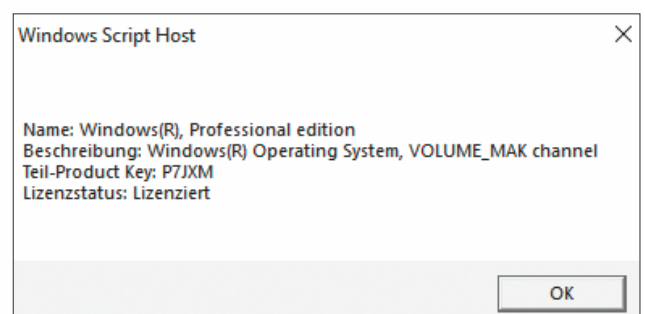 Windows Script Host
Name: Windows(R), Professional edition
Beschreibung: Windows(R) Operating System, VOLUME_MAK channel
Teil-Product Key: P7JXM
Lizenzstatus: Lizenziert
OK